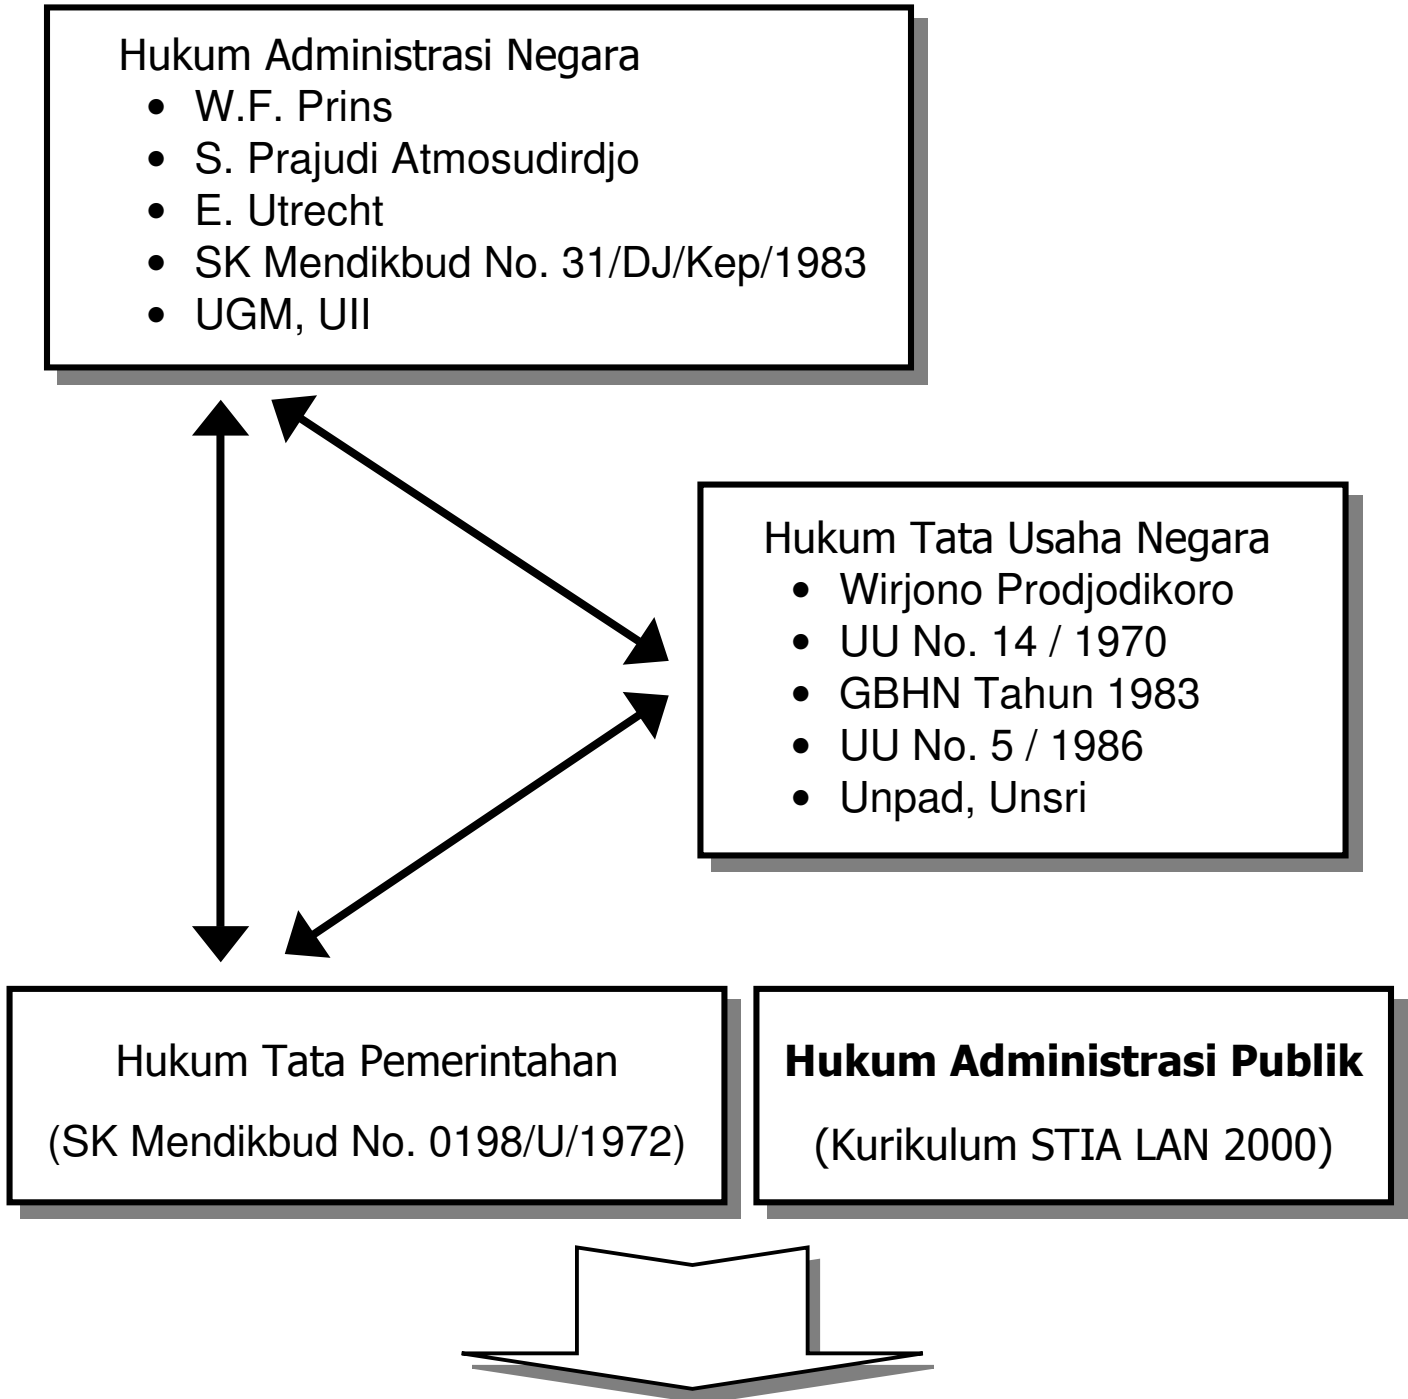 Hukum Administrasi Negara
• W.F. Prins
• S. Prajudi Atmosudirdjo
• E. Utrecht
• SK Mendikbud No. 31/DJ/Kep/1983
• UGM, UII
Hukum Tata Usaha Negara
• Wirjono Prodjodikoro
• UU No. 14 / 1970
• GBHN Tahun 1983
• UU No. 5 / 1986
• Unpad, Unsri
Hukum Tata Pemerintahan
(SK Mendikbud No. 0198/U/1972)
Hukum Administrasi Publik
(Kurikulum STIA LAN 2000)